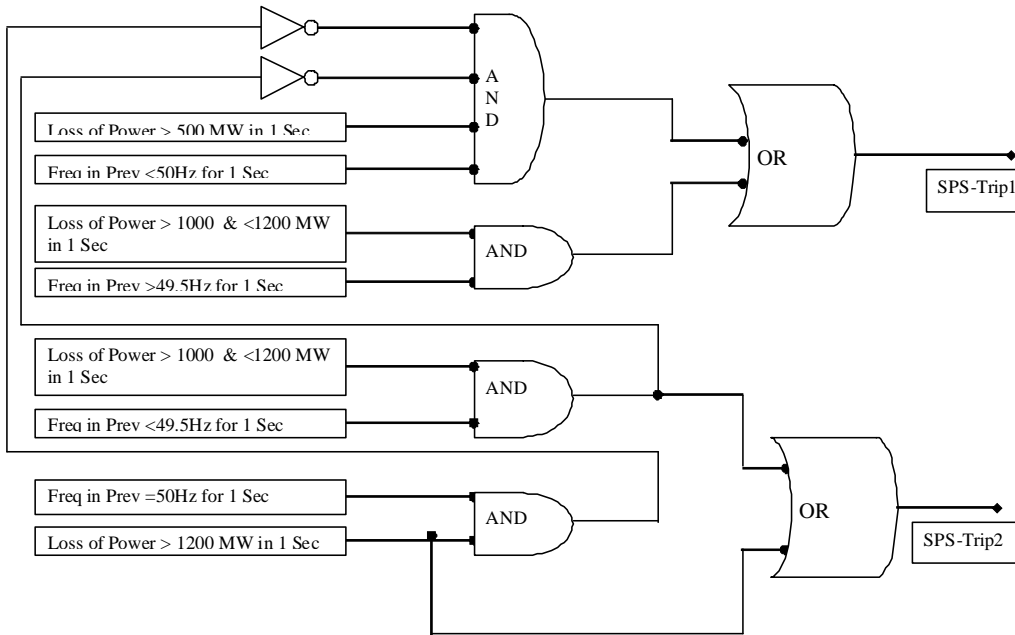 A
N
D
Loss of Power > 500 MW in 1 Sec
Freq in Prev <50Hz for 1 Sec
OR
SPS-Trip1
Loss of Power > 1000 & <1200 MW
in 1 Sec
AND
Freq in Prev >49.5Hz for 1 Sec
Loss of Power > 1000 & <1200 MW
in 1 Sec
AND
Freq in Prev <49.5Hz for 1 Sec
Freq in Prev =50Hz for 1 Sec
AND
OR
Loss of Power > 1200 MW in 1 Sec
SPS-Trip2